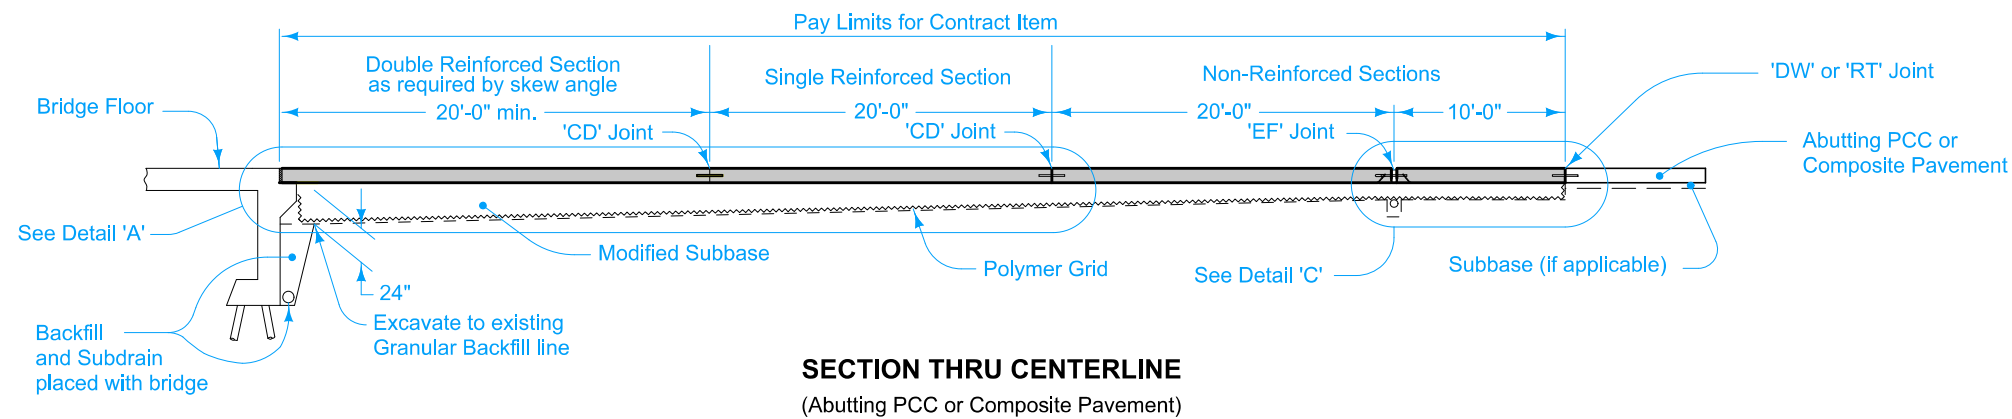 Pay Limits for Contract Item
Double Reinforced Section
as required by skew angle
Single Reinforced Section
Non-Reinforced Sections
'DW' or 'RT' Joint
Bridge Floor
20'-0" min.
20'-0"
20'-0"
10'-0"
'CD' Joint
'CD' Joint
'EF' Joint
Abutting PCC or
Composite Pavement
See Detail 'A'
Modified Subbase
Polymer Grid
See Detail 'C'
Subbase (if applicable)
24"
Excavate to existing
Granular Backfill line
Backfill
and Subdrain
placed with bridge
SECTION THRU CENTERLINE
(Abutting PCC or Composite Pavement)